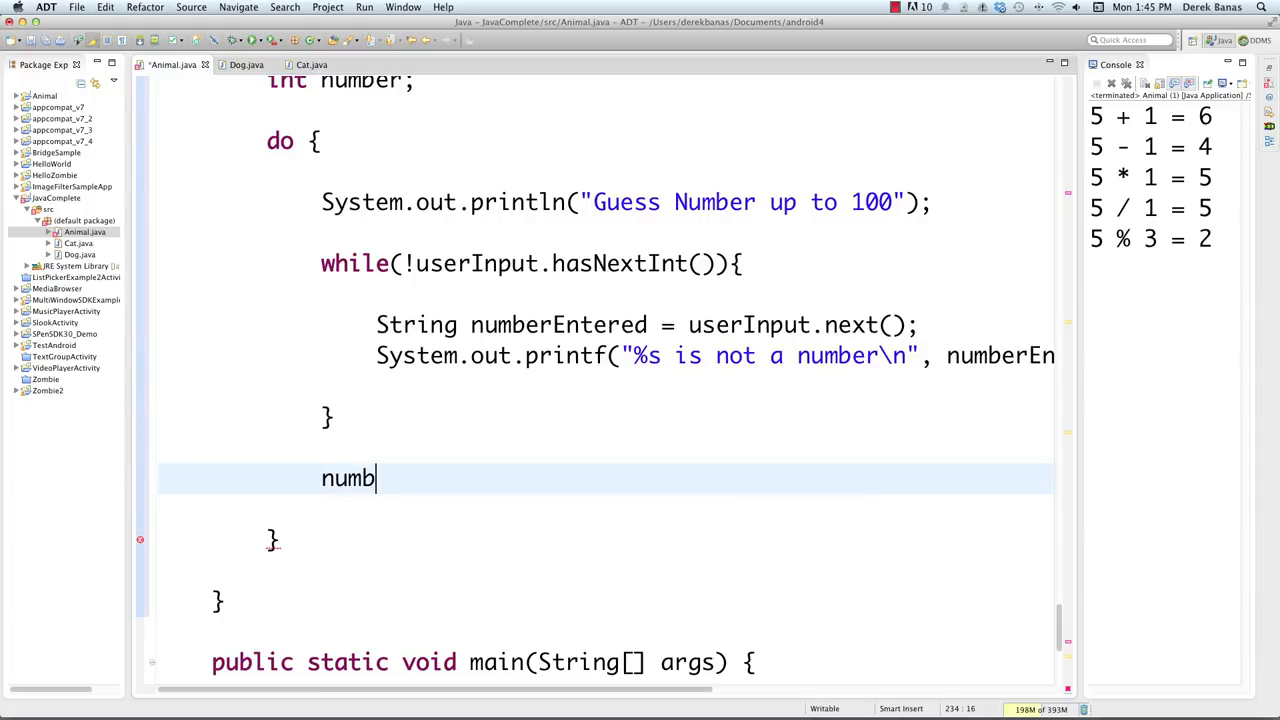 ADT File Edit Refactor Source Navigate Search Project Run Window Help 10 Mon 1:45 PM Derek Banas
Java – JavaComplete/src/Animal.java – ADT – /Users/derekbanas/Documents/android4
Quick Access Java DDMS
Package Exp
*Animal.java Dog.java Cat.java
Console
<terminated> Animal (1) [Java Application] /S
Animal
appcompat_v7
appcompat_v7_2
appcompat_v7_3
appcompat_v7_4
BridgeSample
HelloWorld
HelloZombie
ImageFilterSampleApp
JavaComplete
src
(default package)
Animal.java
Cat.java
Dog.java
JRE System Library [Ja
ListPickerExample2Activi
MediaBrowser
MultiWindowSDKExample
MusicPlayerActivity
SlookActivity
SPenSDK30_Demo
TestAndroid
TextGroupActivity
VideoPlayerActivity
Zombie
Zombie2
int number;
do {
System.out.println("Guess Number up to 100");
while(!userInput.hasNextInt()){
String numberEntered = userInput.next();
System.out.printf("%s is not a number\n", numberEn
}
numb
}
}
public static void main(String[] args) {
5 + 1 = 6
5 - 1 = 4
5 * 1 = 5
5 / 1 = 5
5 % 3 = 2
Writable Smart Insert 234 : 16 198M of 393M